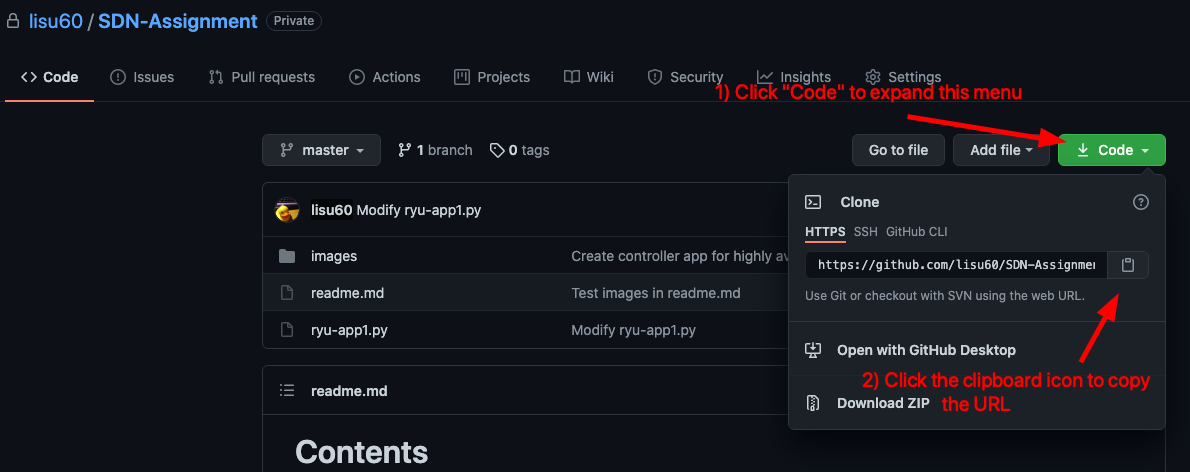 lisu60 / SDN-Assignment Private
Code Issues Pull requests Actions Projects Wiki Security Insights Settings
1) Click "Code" to expand this menu
master 1 branch 0 tags Go to file Add file Code
lisu60 Modify ryu-app1.py
Clone
HTTPS SSH GitHub CLI
images Create controller app for highly av
https://github.com/lisu60/SDN-Assignmen
readme.md Test images in readme.md
Use Git or checkout with SVN using the web URL.
ryu-app1.py Modify ryu-app1.py
Open with GitHub Desktop
2) Click the clipboard icon to copy
the URL
Download ZIP
readme.md
Contents